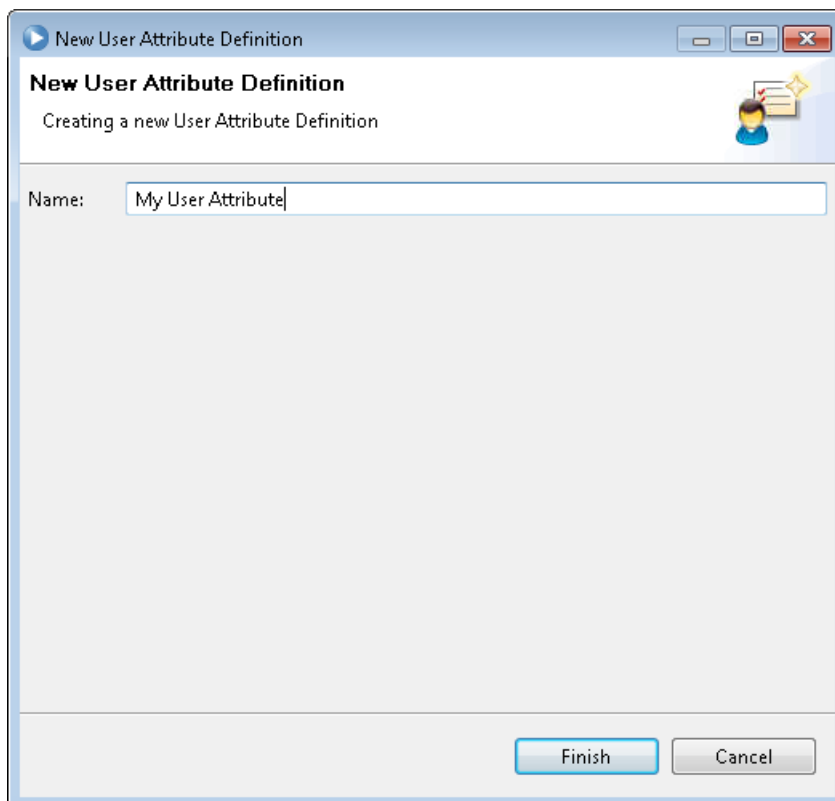 New User Attribute Definition
New User Attribute Definition
Creating a new User Attribute Definition
Name: My User Attribute
Finish Cancel